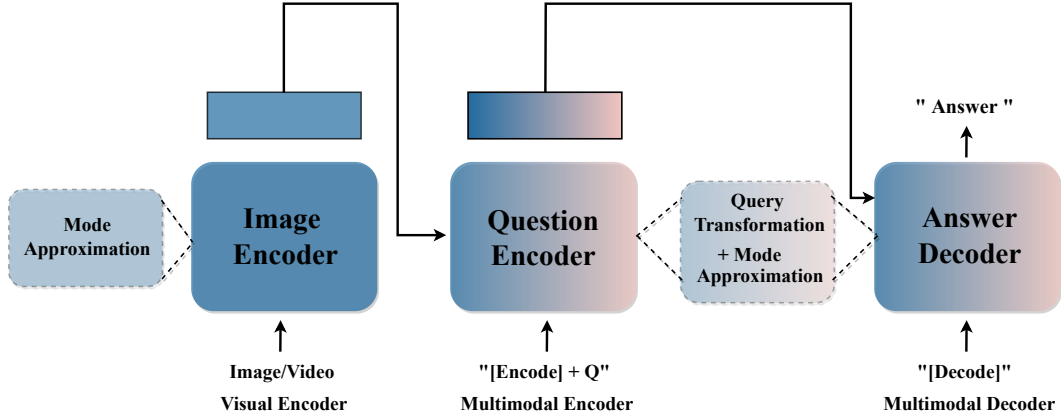 " Answer "
Mode
Approximation
Image
Encoder
Question
Encoder
Query
Transformation
+ Mode
Approximation
Answer
Decoder
Image/Video
"[Encode] + Q"
"[Decode]"
Visual Encoder
Multimodal Encoder
Multimodal Decoder